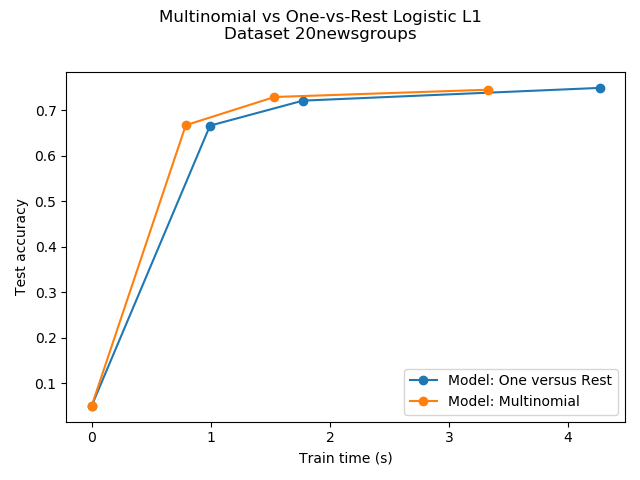 Multinomial vs One-vs-Rest Logistic L1
Dataset 20newsgroups
0.7
0.6
0.5
0.4
0.3
0.2
0.1
Test accuracy
Model: One versus Rest
Model: Multinomial
0 1 2 3 4
Train time (s)